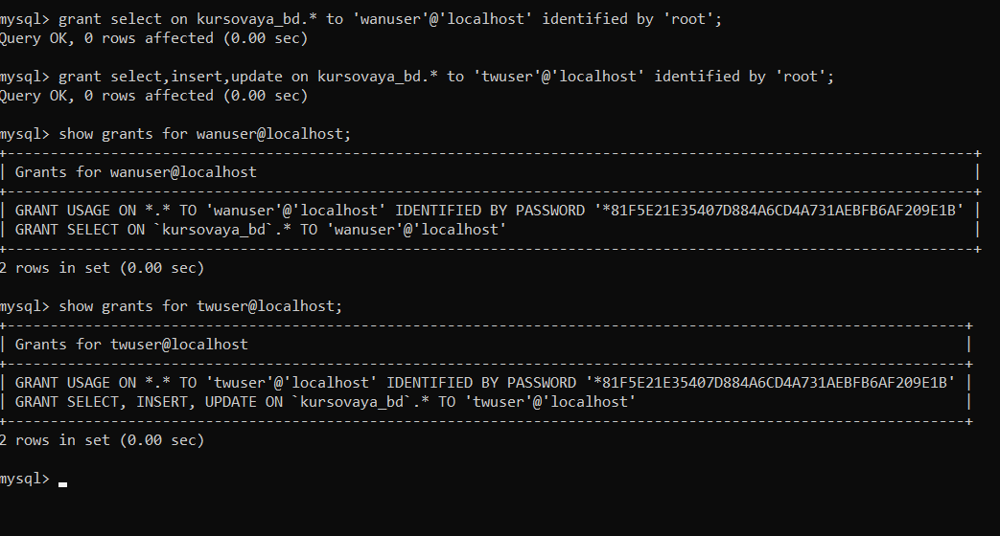 mysql> grant select on kursovaya_bd.* to 'wanuser'@'localhost' identified by 'root';
Query OK, 0 rows affected (0.00 sec)
mysql> grant select,insert,update on kursovaya_bd.* to 'twuser'@'localhost' identified by 'root';
Query OK, 0 rows affected (0.00 sec)
mysql> show grants for wanuser@localhost;
+----------------------------------------------------------------------------------------------------------------+
| Grants for wanuser@localhost |
+----------------------------------------------------------------------------------------------------------------+
| GRANT USAGE ON *.* TO 'wanuser'@'localhost' IDENTIFIED BY PASSWORD '*81F5E21E35407D884A6CD4A731AEBFB6AF209E1B' |
| GRANT SELECT ON `kursovaya_bd`.* TO 'wanuser'@'localhost' |
+----------------------------------------------------------------------------------------------------------------+
2 rows in set (0.00 sec)
mysql> show grants for twuser@localhost;
+---------------------------------------------------------------------------------------------------------------+
| Grants for twuser@localhost |
+---------------------------------------------------------------------------------------------------------------+
| GRANT USAGE ON *.* TO 'twuser'@'localhost' IDENTIFIED BY PASSWORD '*81F5E21E35407D884A6CD4A731AEBFB6AF209E1B' |
| GRANT SELECT, INSERT, UPDATE ON `kursovaya_bd`.* TO 'twuser'@'localhost' |
+---------------------------------------------------------------------------------------------------------------+
2 rows in set (0.00 sec)
mysql>